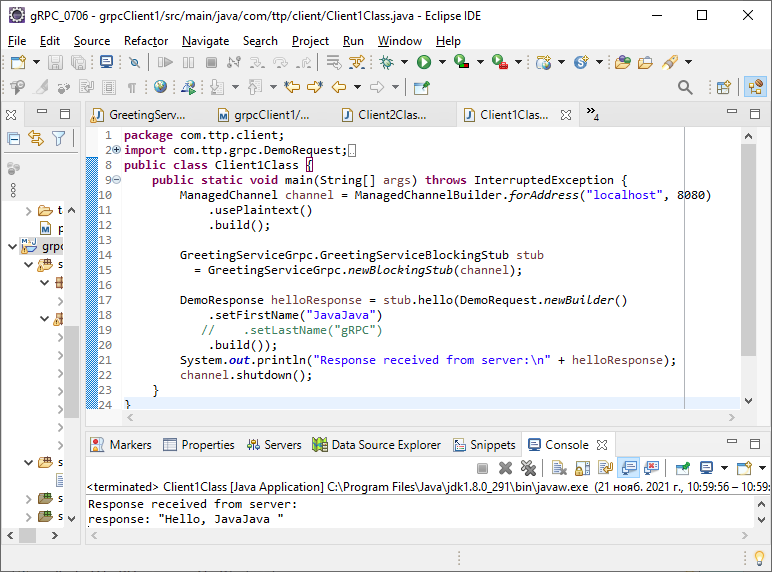 gRPC_0706 - grpcClient1/src/main/java/com/ttp/client/Client1Class.java - Eclipse IDE
File Edit Source Refactor Navigate Search Project Run Window Help
GreetingServ... grpcClient1/... Client2Class.... Client1Clas... »4
1 package com.ttp.client;
2 import com.ttp.grpc.DemoRequest;
8 public class Client1Class {
9 public static void main(String[] args) throws InterruptedException {
10 ManagedChannel channel = ManagedChannelBuilder.forAddress("localhost", 8080)
11 .usePlaintext()
12 .build();
13
14 GreetingServiceGrpc.GreetingServiceBlockingStub stub
15 = GreetingServiceGrpc.newBlockingStub(channel);
16
17 DemoResponse helloResponse = stub.hello(DemoRequest.newBuilder()
18 .setFirstName("JavaJava")
19 // .setLastName("gRPC")
20 .build());
21 System.out.println("Response received from server:\n" + helloResponse);
22 channel.shutdown();
23 }
24 }
t
p
grpc
s
s
s
s
Markers Properties Servers Data Source Explorer Snippets Console
<terminated> Client1Class [Java Application] C:\Program Files\Java\jdk1.8.0_291\bin\javaw.exe (21 нояб. 2021 г., 10:59:56 – 10:59:
Response received from server:
response: "Hello, JavaJava "